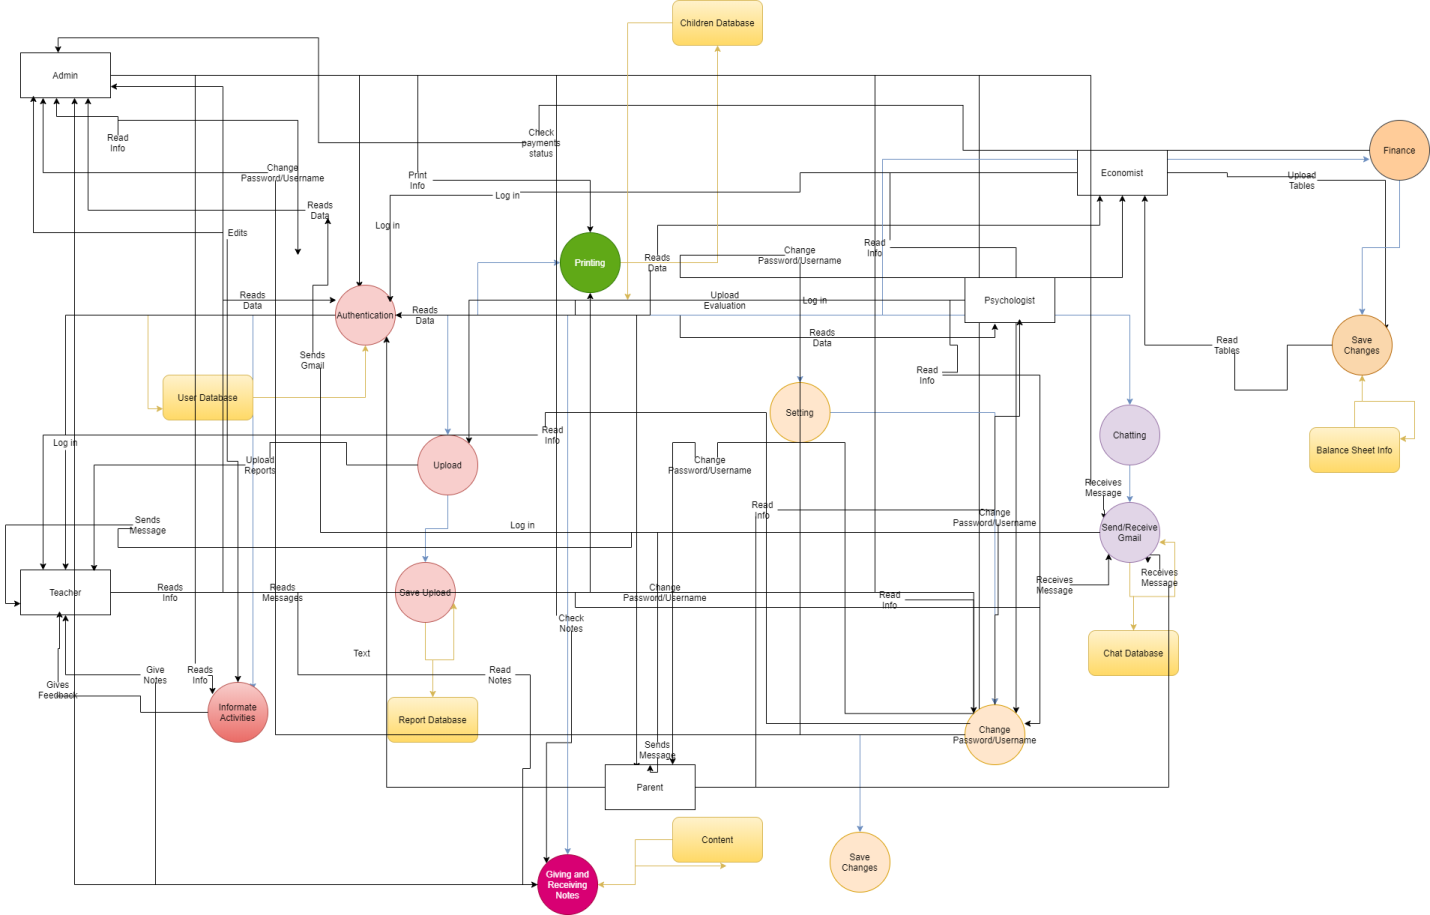 Children Database
Admin
Read
Info
Check
payments
status
Finance
Change
Password/Username
Print
Info
Economist
Upload
Tables
Log in
Reads
Data
Log in
Edits
Printing
Reads
Data
Change
Password/Username
Read
Info
Reads
Data
Authentication
Reads
Data
Upload
Evaluation
Log in
Psychologist
Reads
Data
Sends
Gmail
Read
Info
Read
Tables
Save
Changes
User Database
Setting
Log in
Read
Info
Chatting
Balance Sheet Info
Upload
Reports
Upload
Change
Password/Username
Receives
Message
Sends
Message
Log in
Read
Info
Change
Password/Username
Send/Receive
Gmail
Teacher
Reads
Info
Reads
Messages
Save Upload
Change
Password/Username
Read
Info
Receives
Message
Receives
Message
Check
Notes
Text
Chat Database
Gives
Feedback
Give
Notes
Reads
Info
Read
Notes
Informate
Activities
Report Database
Change
Password/Username
Sends
Message
Parent
Content
Save
Changes
Giving and
Receiving
Notes